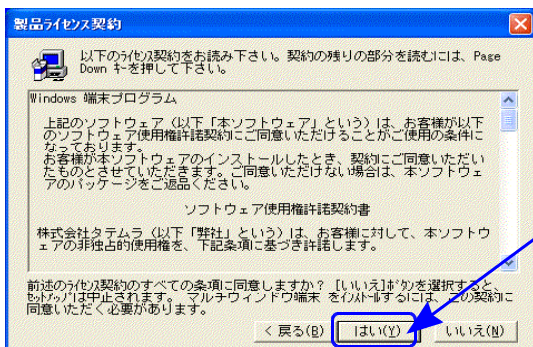 製品ライセンス契約
以下のライセンス契約をお読み下さい。契約の残りの部分を読むには、Page
Down キーを押して下さい。
Windows 端末プログラム
上記のソフトウェア（以下「本ソフトウェア」という）は、お客様が以下
のソフトウェア使用権許諾契約にご同意いただけることがご使用の条件に
なっております。
お客様が本ソフトウェアのインストールしたとき、契約にご同意いただい
たものとさせていただきます。ご同意いただけない場合は、本ソフトウェ
アのパッケージをご返品ください。
ソフトウェア使用権許諾契約書
株式会社タテムラ（以下「弊社」という）は、お客様に対して、本ソフトウ
ェアの非独占的使用権を、下記条項に基づき許諾します。
前述のライセンス契約のすべての条項に同意しますか？ [いいえ]ボタンを選択すると、
セットアップは中止されます。 マルチウィンドウ端末 をインストールするには、この契約に
同意いただく必要があります。
< 戻る(B) はい(Y) いいえ(N)